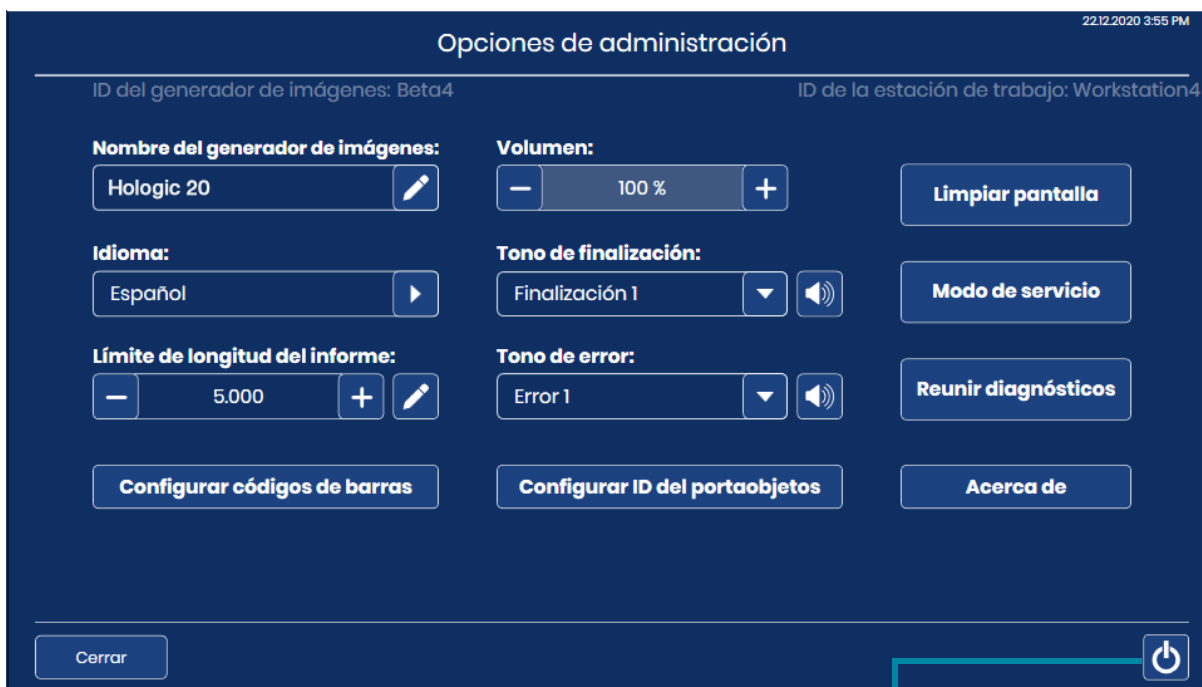 22.12.2020 3:55 PM
Opciones de administración
ID del generador de imágenes: Beta4
ID de la estación de trabajo: Workstation4
Nombre del generador de imágenes:
Hologic 20
Volumen:
100 %
Limpiar pantalla
Idioma:
Español
Tono de finalización:
Finalización 1
Modo de servicio
Límite de longitud del informe:
5.000
Tono de error:
Error 1
Reunir diagnósticos
Configurar códigos de barras
Configurar ID del portaobjetos
Acerca de
Cerrar